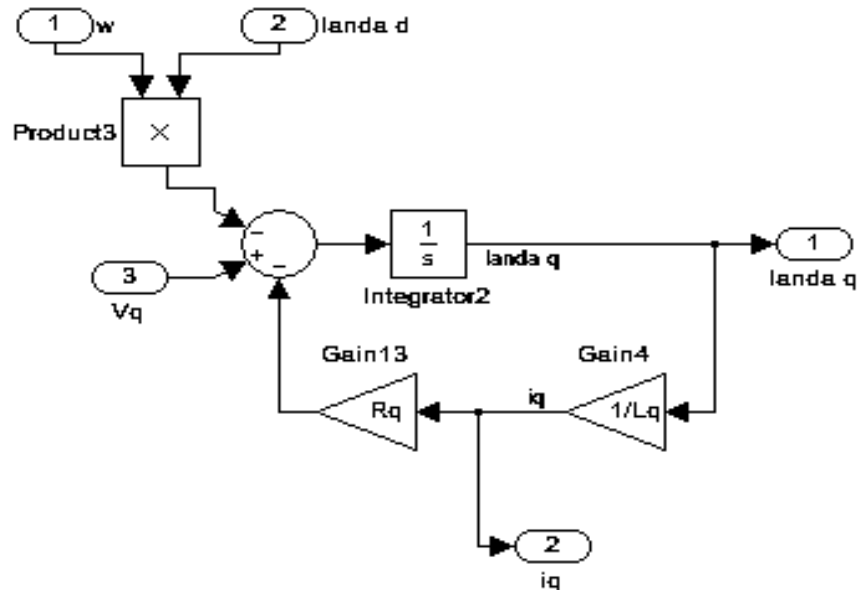 1 w
2 landa d
Product3 ×
−
+
−
1
s
Integrator2
landa q
1
landa q
3
Vq
Gain13
Rq
iq
Gain4
1/Lq
2
iq